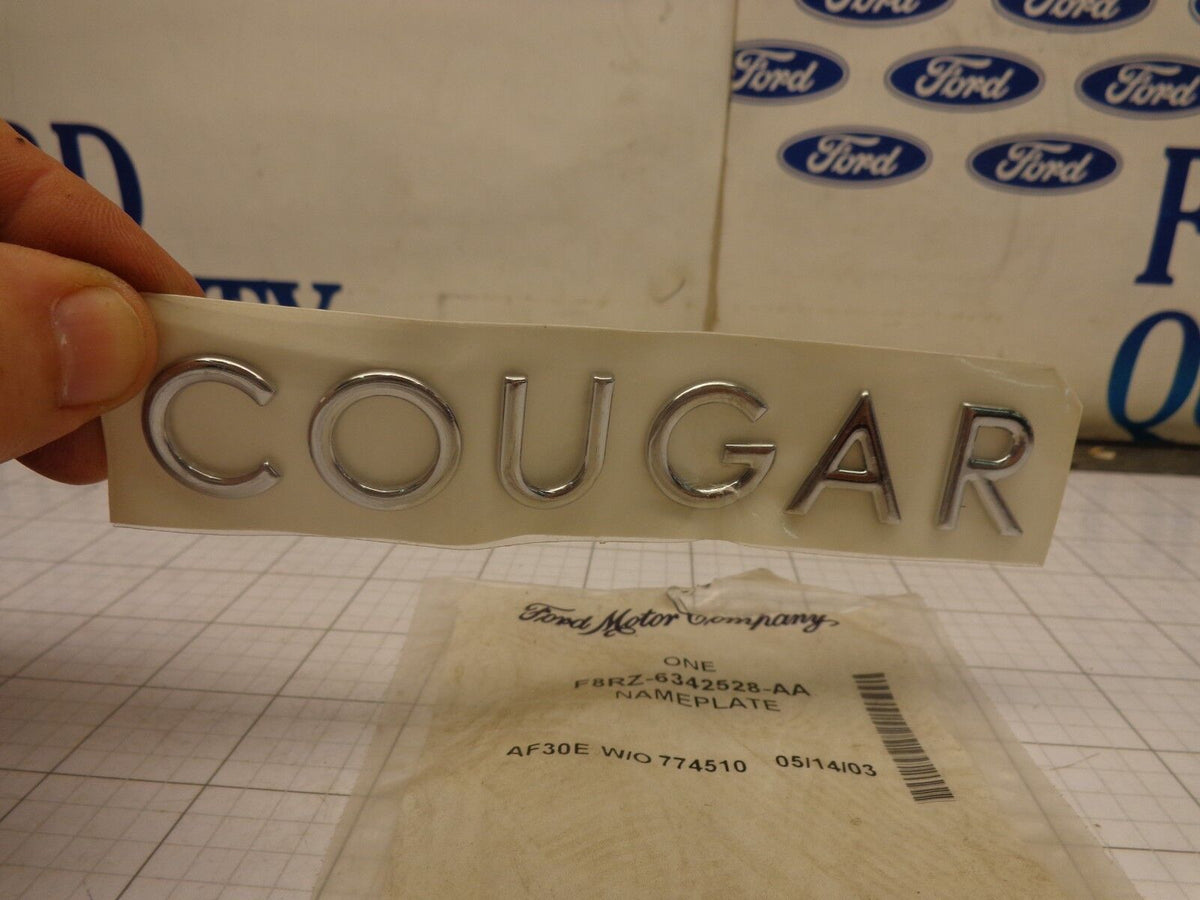 Ford Ford
Ford Ford Ford
Ford Ford
COUGAR
Ford Motor Company
ONE
F8RZ-6342528-AA
NAMEPLATE
AF30E W/O 774510 05/14/03